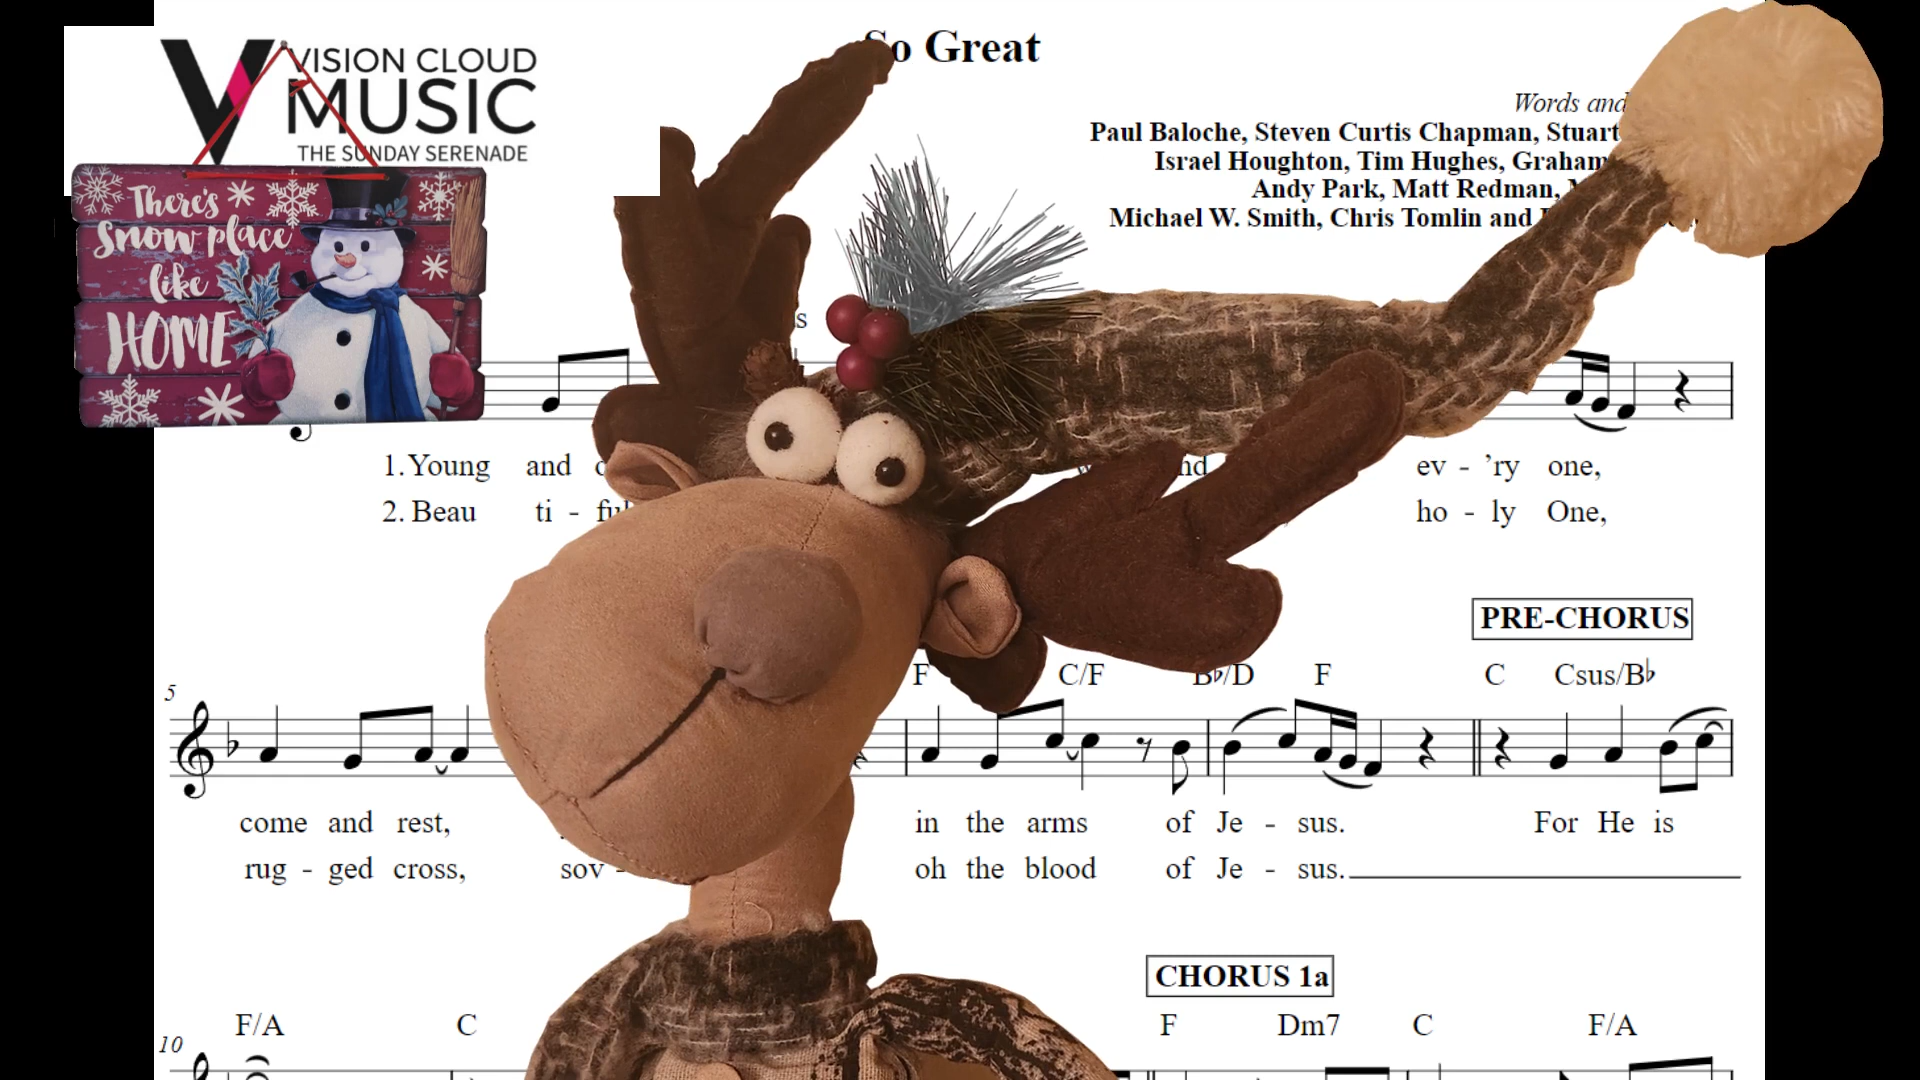 So Great
VISION CLOUD
MUSIC
THE SUNDAY SERENADE
Words and
Paul Baloche, Steven Curtis Chapman, Stuart
Israel Houghton, Tim Hughes, Graham
Andy Park, Matt Redman,
Michael W. Smith, Chris Tomlin and
There's
Snow place
like
HOME
1. Young and ev - 'ry one,
2. Beau ti - ful ho - ly One,
PRE-CHORUS
F C/F B♭/D F C Csus/B♭
5
come and rest, in the arms of Je - sus. For He is
rug - ged cross, sov - oh the blood of Je - sus.
CHORUS 1a
F/A C F Dm7 C F/A
10